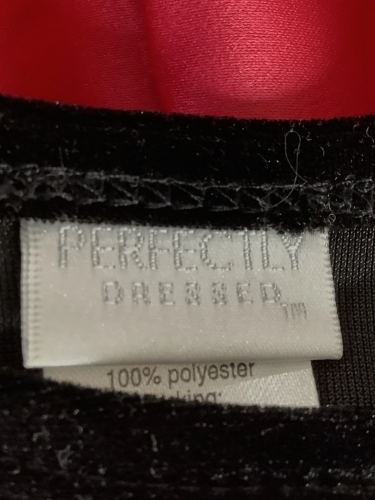 PERFECTLY
DRESSED
TM
100% polyester